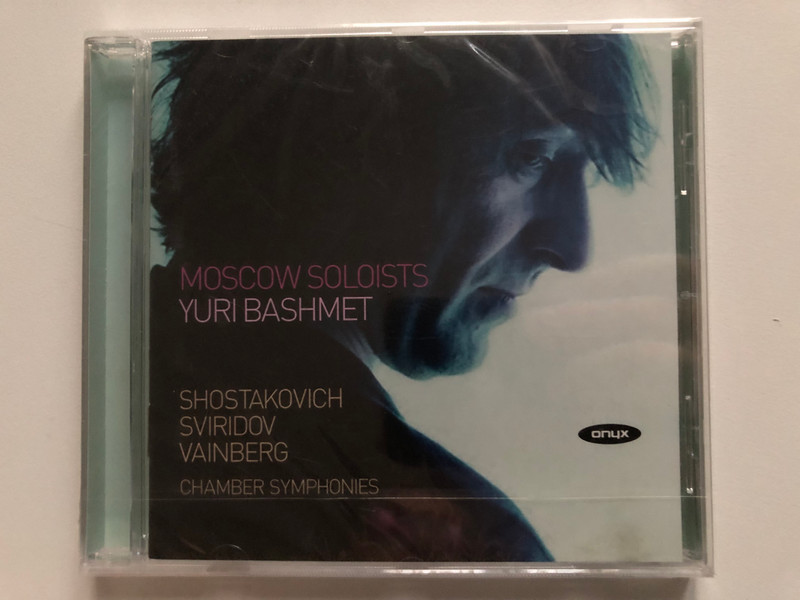 MOSCOW SOLOISTS
YURI BASHMET
SHOSTAKOVICH
SVIRIDOV
VAINBERG
onyx
CHAMBER SYMPHONIES